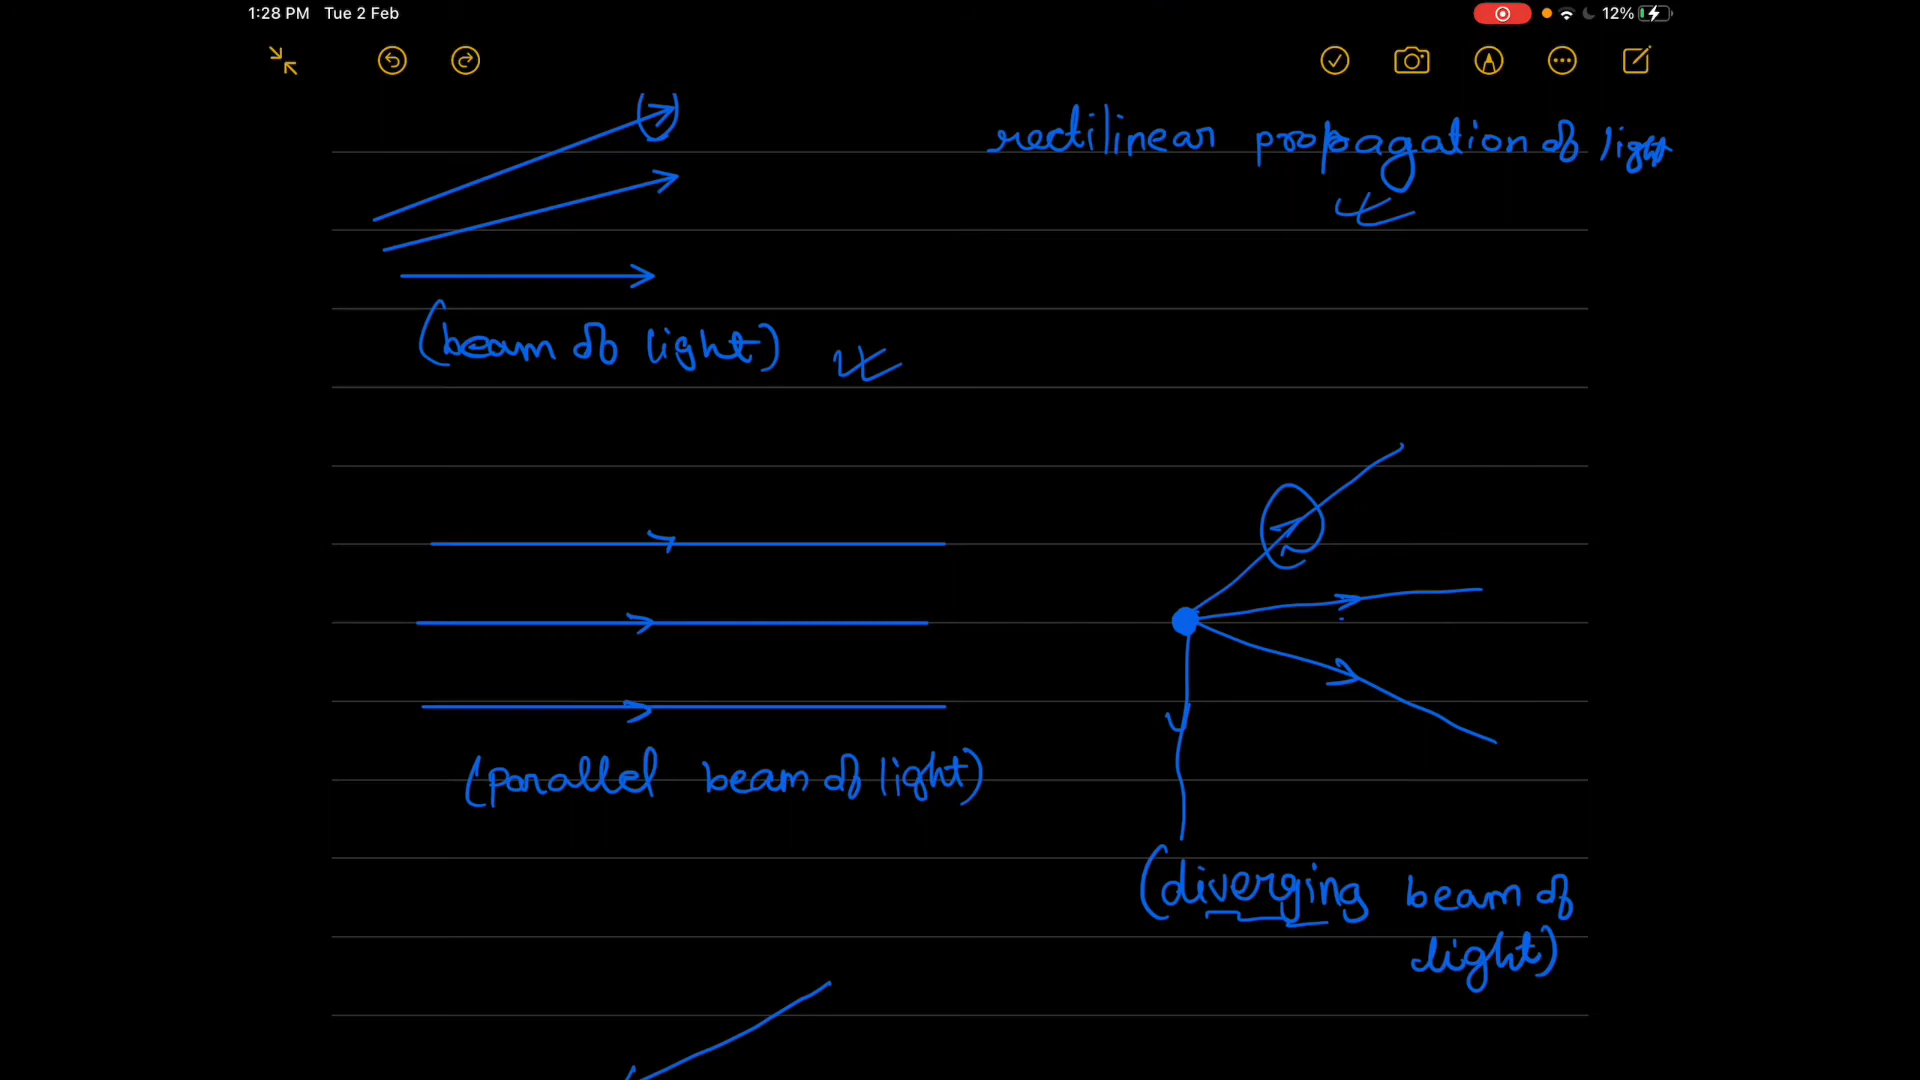 1:28 PM Tue 2 Feb
12%
rectilinear propagation of light
(beam of light)
(parallel beam of light)
(diverging beam of
light)